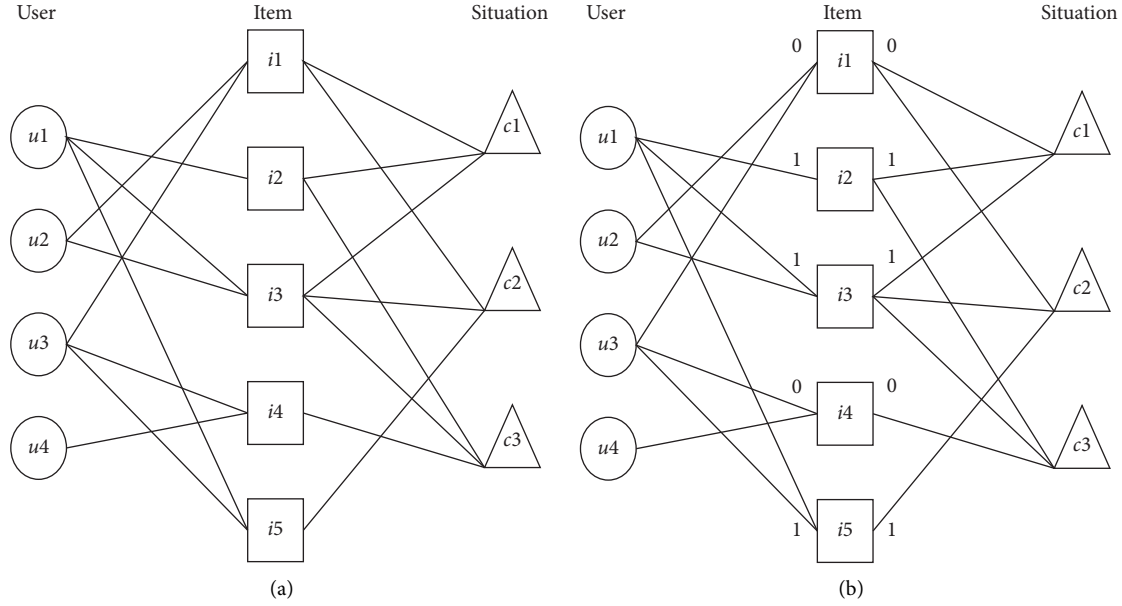 User Item Situation User Item Situation
0 i1 0
i1
u1 c1 u1 c1
i2 1 i2 1
u2 u2
1 1
i3 c2 i3 c2
u3 u3
0 0
i4 i4
u4 c3 u4 c3
i5 1 i5 1
(a) (b)